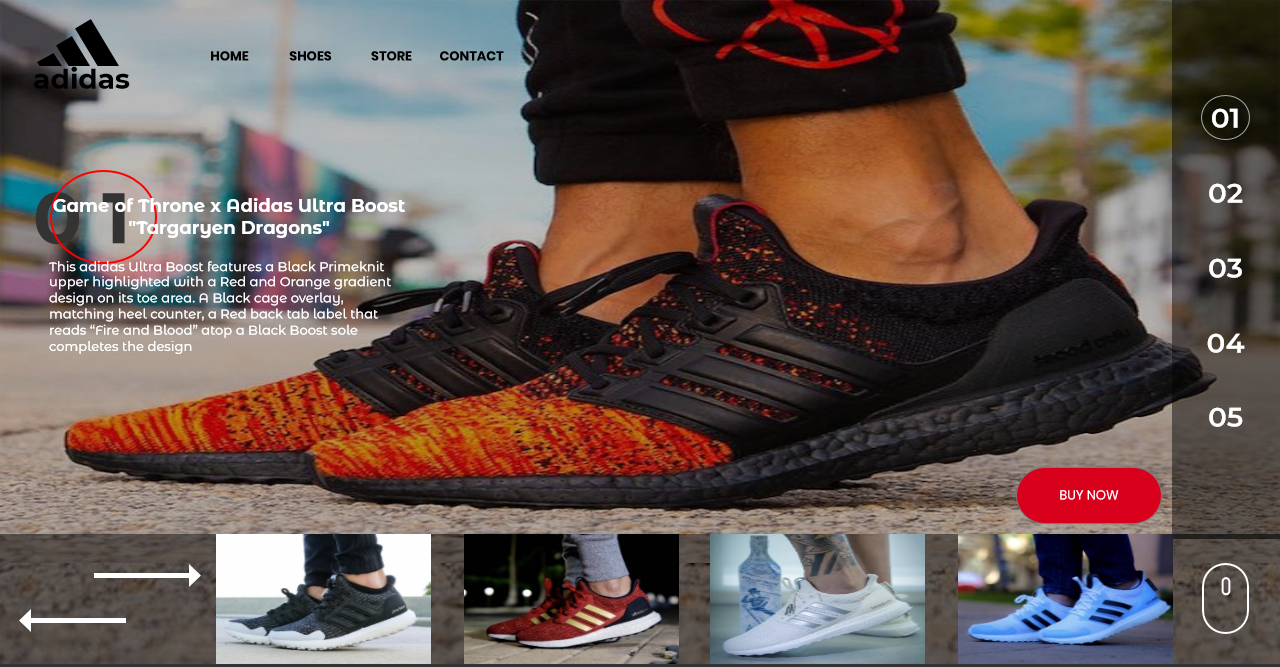 adidas
HOME SHOES STORE CONTACT
01
Game of Throne x Adidas Ultra Boost
"Targaryen Dragons"
This adidas Ultra Boost features a Black Primeknit
upper highlighted with a Red and Orange gradient
design on its toe area. A Black cage overlay,
matching heel counter, a Red back tab label that
reads “Fire and Blood” atop a Black Boost sole
completes the design
01
02
03
04
05
BUY NOW